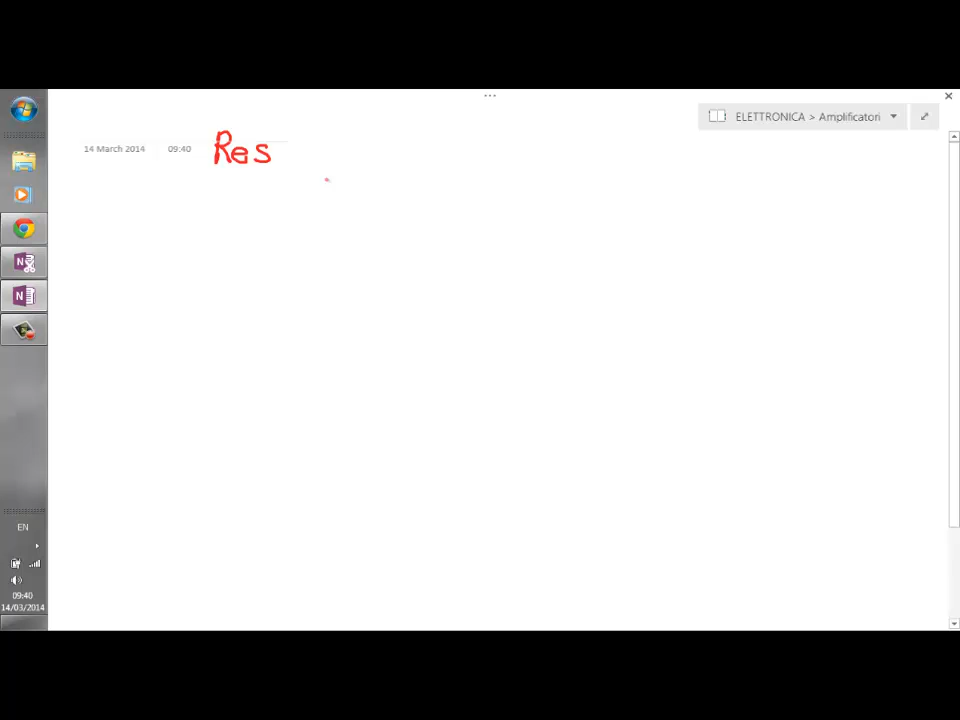 ELETTRONICA > Amplificatori
14 March 2014 09:40 Res
EN
09:40
14/03/2014